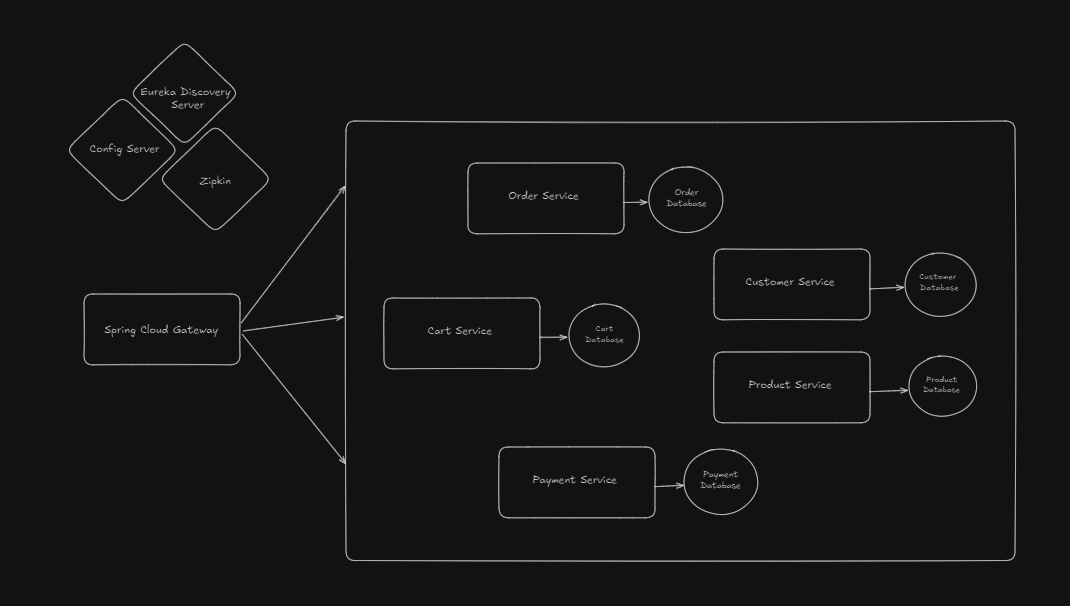 Eureka Discovery
Server
Config Server
Zipkin
Spring Cloud Gateway
Order Service
Order
Database
Customer Service
Customer
Database
Cart Service
Cart
Database
Product Service
Product
Database
Payment Service
Payment
Database